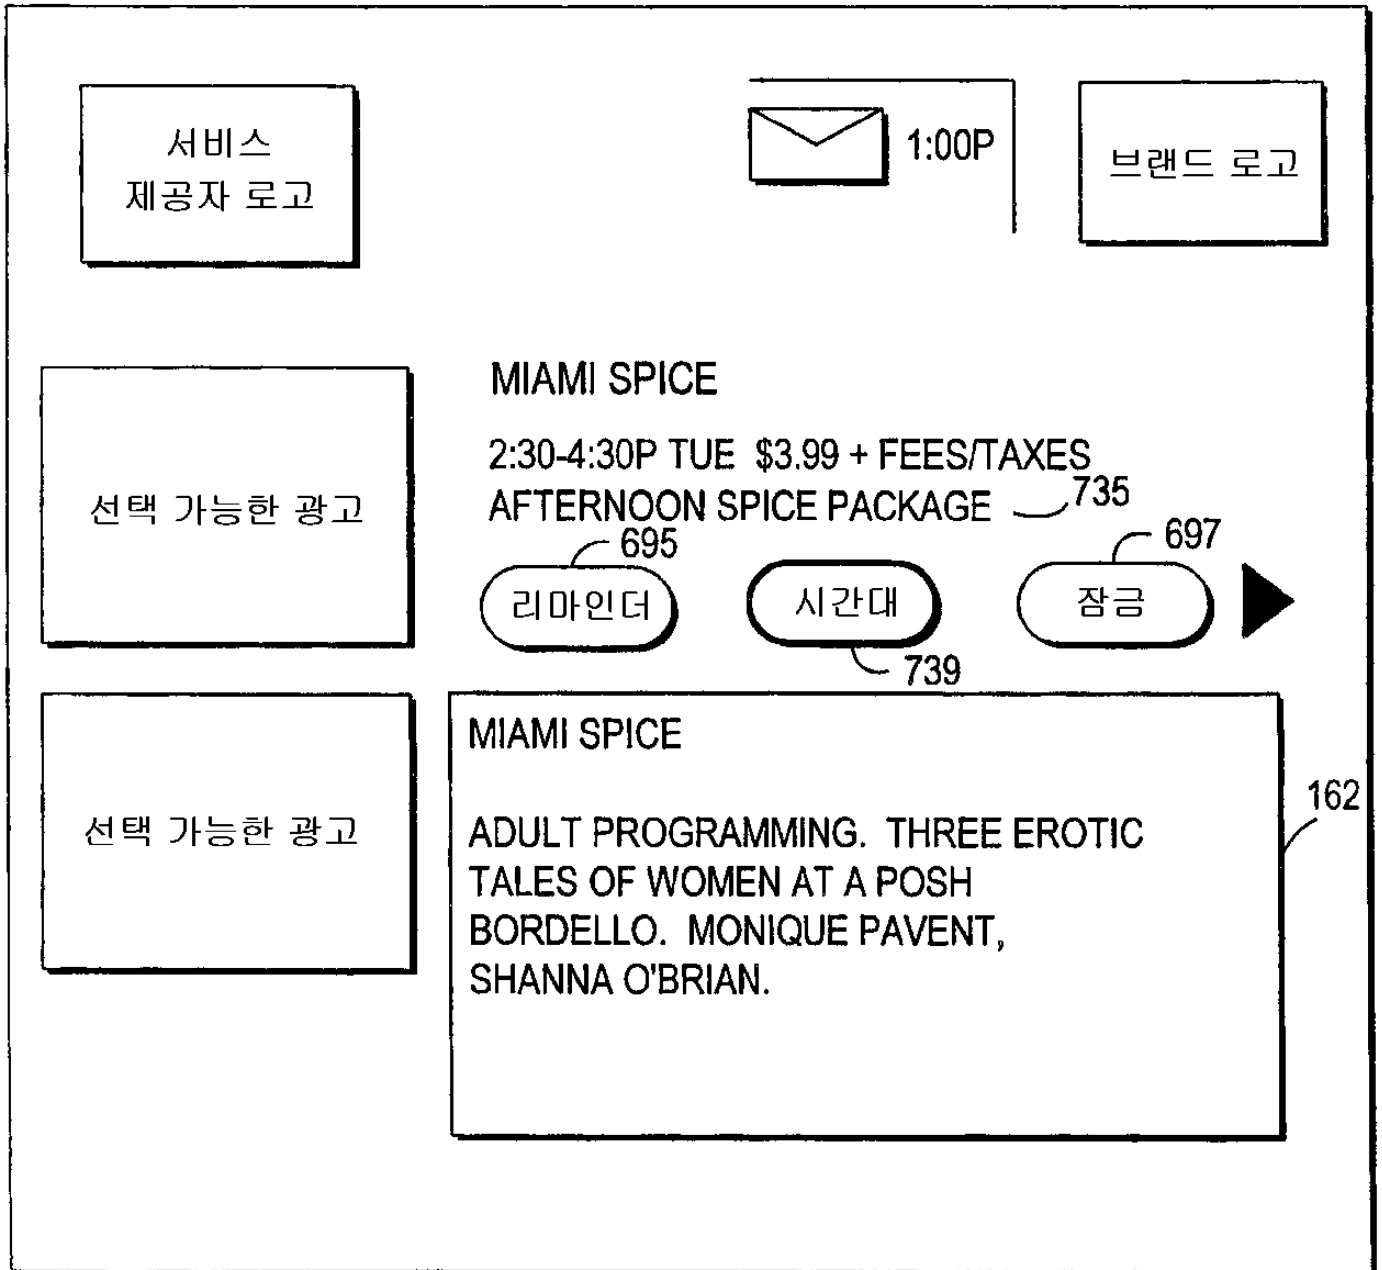 서비스
제공자 로고
1:00P
브랜드 로고
MIAMI SPICE
2:30-4:30P TUE $3.99 + FEES/TAXES
AFTERNOON SPICE PACKAGE 735
선택 가능한 광고
695
697
리마인더
시간대
잠금
739
선택 가능한 광고
MIAMI SPICE
162
ADULT PROGRAMMING. THREE EROTIC
TALES OF WOMEN AT A POSH
BORDELLO. MONIQUE PAVENT,
SHANNA O'BRIAN.